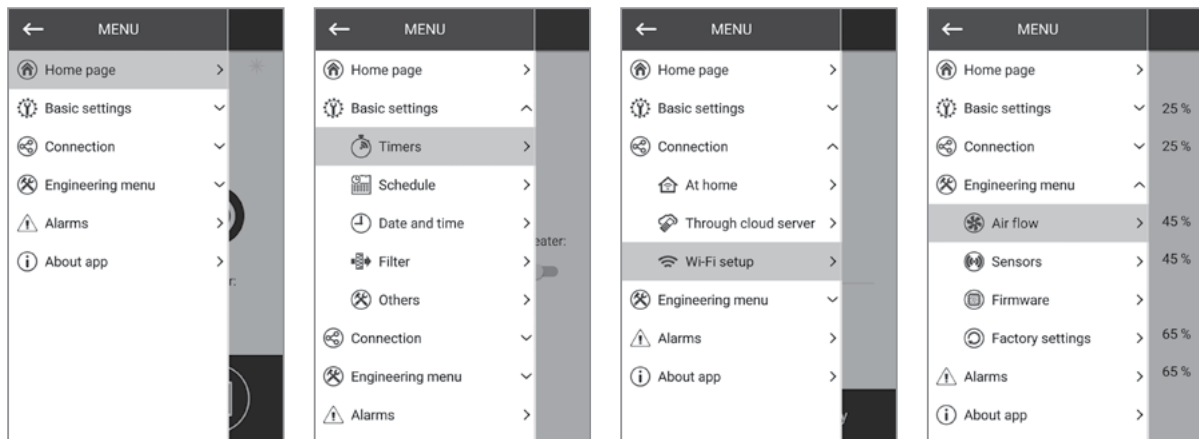 MENU
Home page
Basic settings
Connection
Engineering menu
Alarms
About app
r:
MENU
Home page
Basic settings
Timers
Schedule
Date and time
Filter
Others
Connection
Engineering menu
Alarms
eater:
MENU
Home page
Basic settings
Connection
At home
Through cloud server
Wi-Fi setup
Engineering menu
Alarms
About app
y
MENU
Home page
Basic settings
25 %
Connection
25 %
Engineering menu
Air flow
45 %
Sensors
45 %
Firmware
Factory settings
65 %
Alarms
65 %
About app